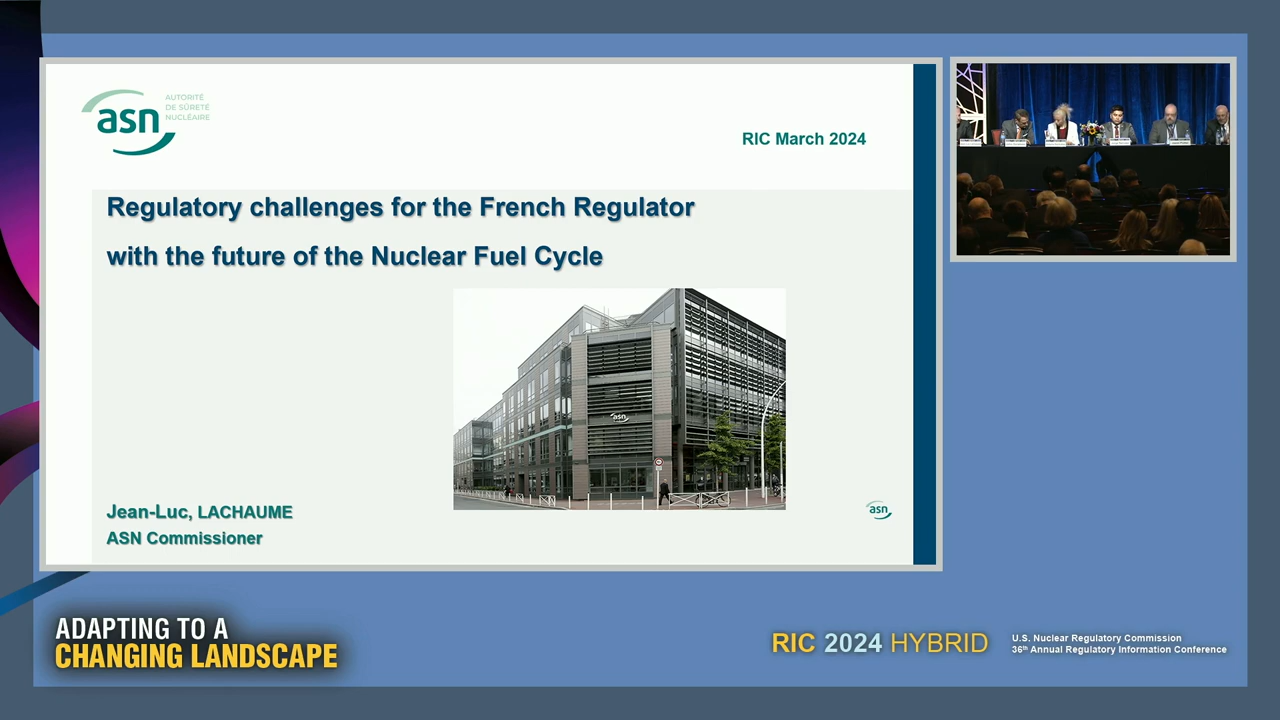 asn
AUTORITÉ
DE SÛRETÉ
NUCLÉAIRE
RIC March 2024
Regulatory challenges for the French Regulator
with the future of the Nuclear Fuel Cycle
asn
Jean-Luc, LACHAUME
ASN Commissioner
asn
ADAPTING TO A
CHANGING LANDSCAPE
RIC 2024 HYBRID
U.S. Nuclear Regulatory Commission
36th Annual Regulatory Information Conference